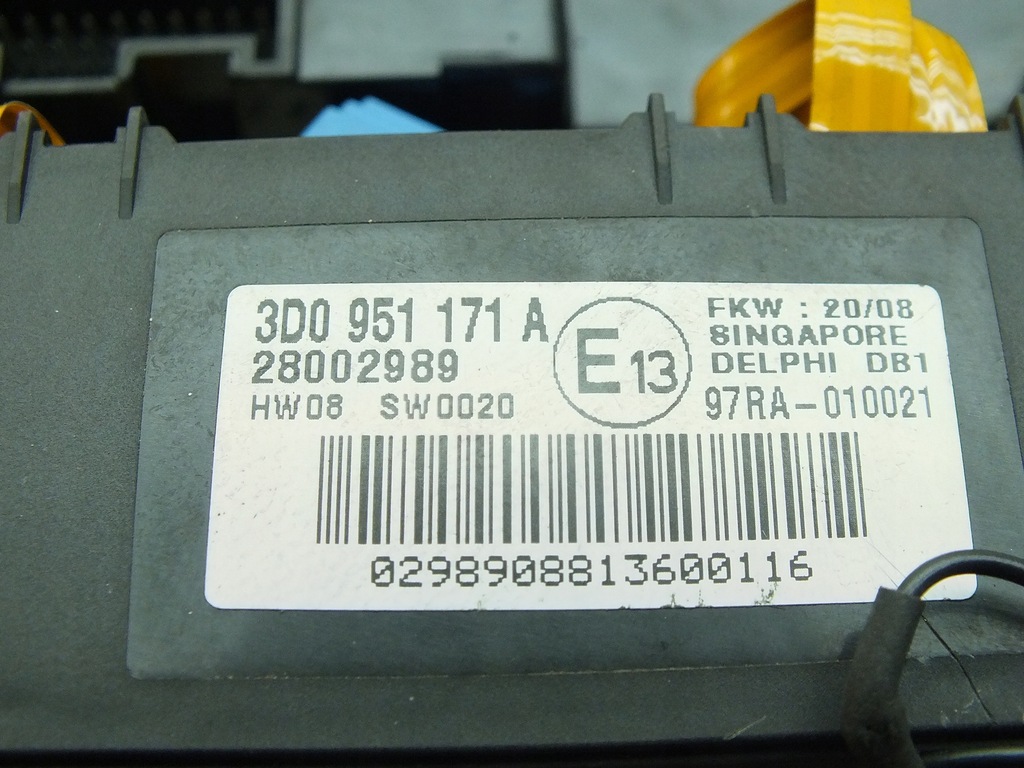 3D0 951 171 A
28002989
HW08 SW0020
E13
FKW : 20/08
SINGAPORE
DELPHI DB1
97RA-010021
0298908813600116